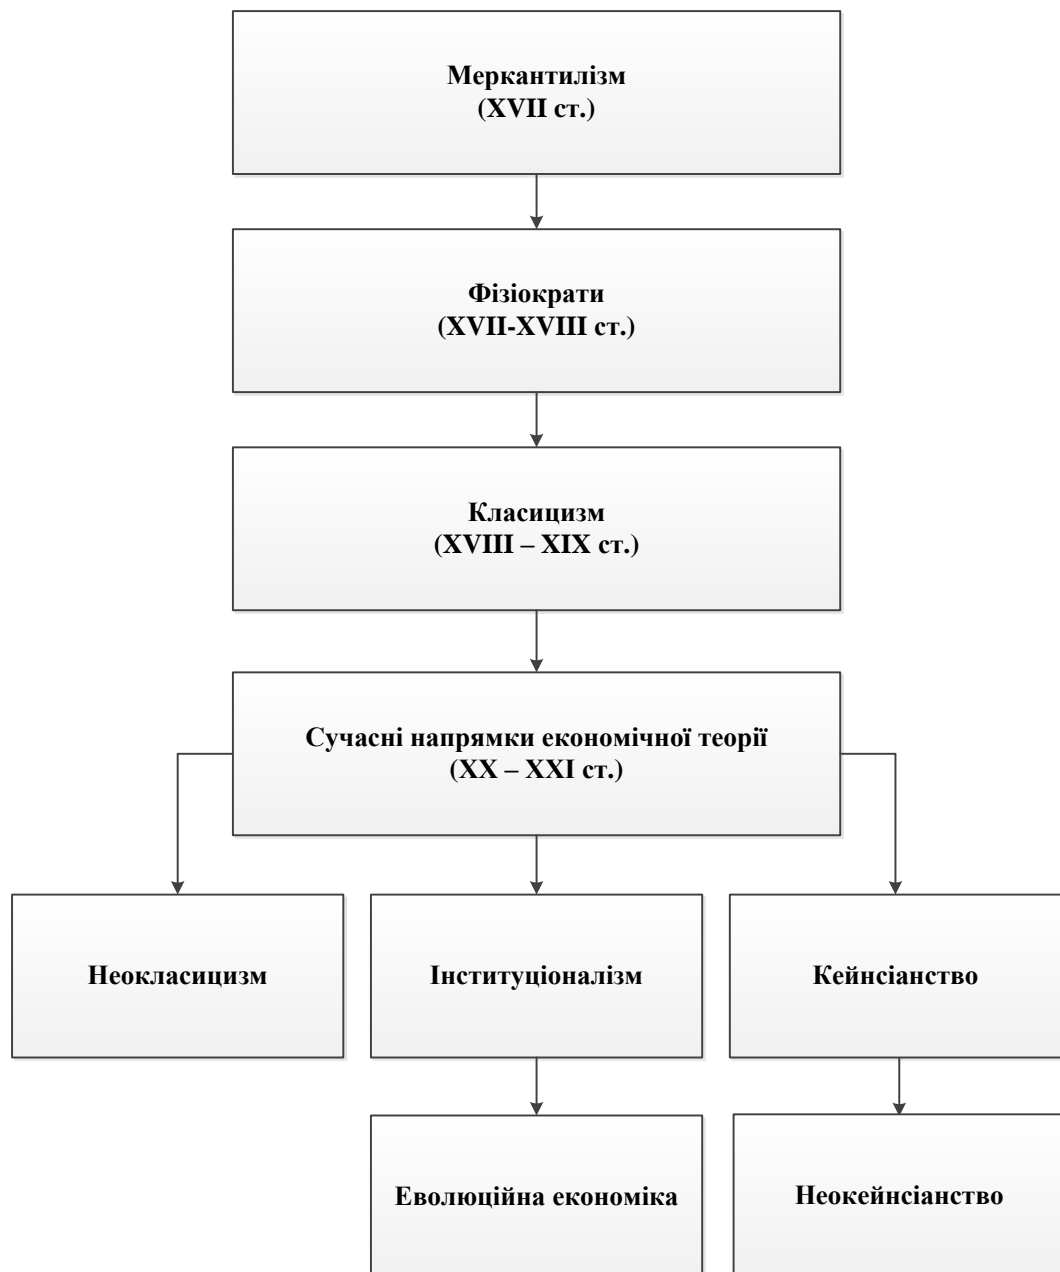 Меркантилізм
(XVII ст.)
Фізіократи
(XVII-XVIII ст.)
Класицизм
(XVIII – XIX ст.)
Сучасні напрямки економічної теорії
(XX – XXI ст.)
Неокласицизм
Інституціоналізм
Кейнсіанство
Еволюційна економіка
Неокейнсіанство